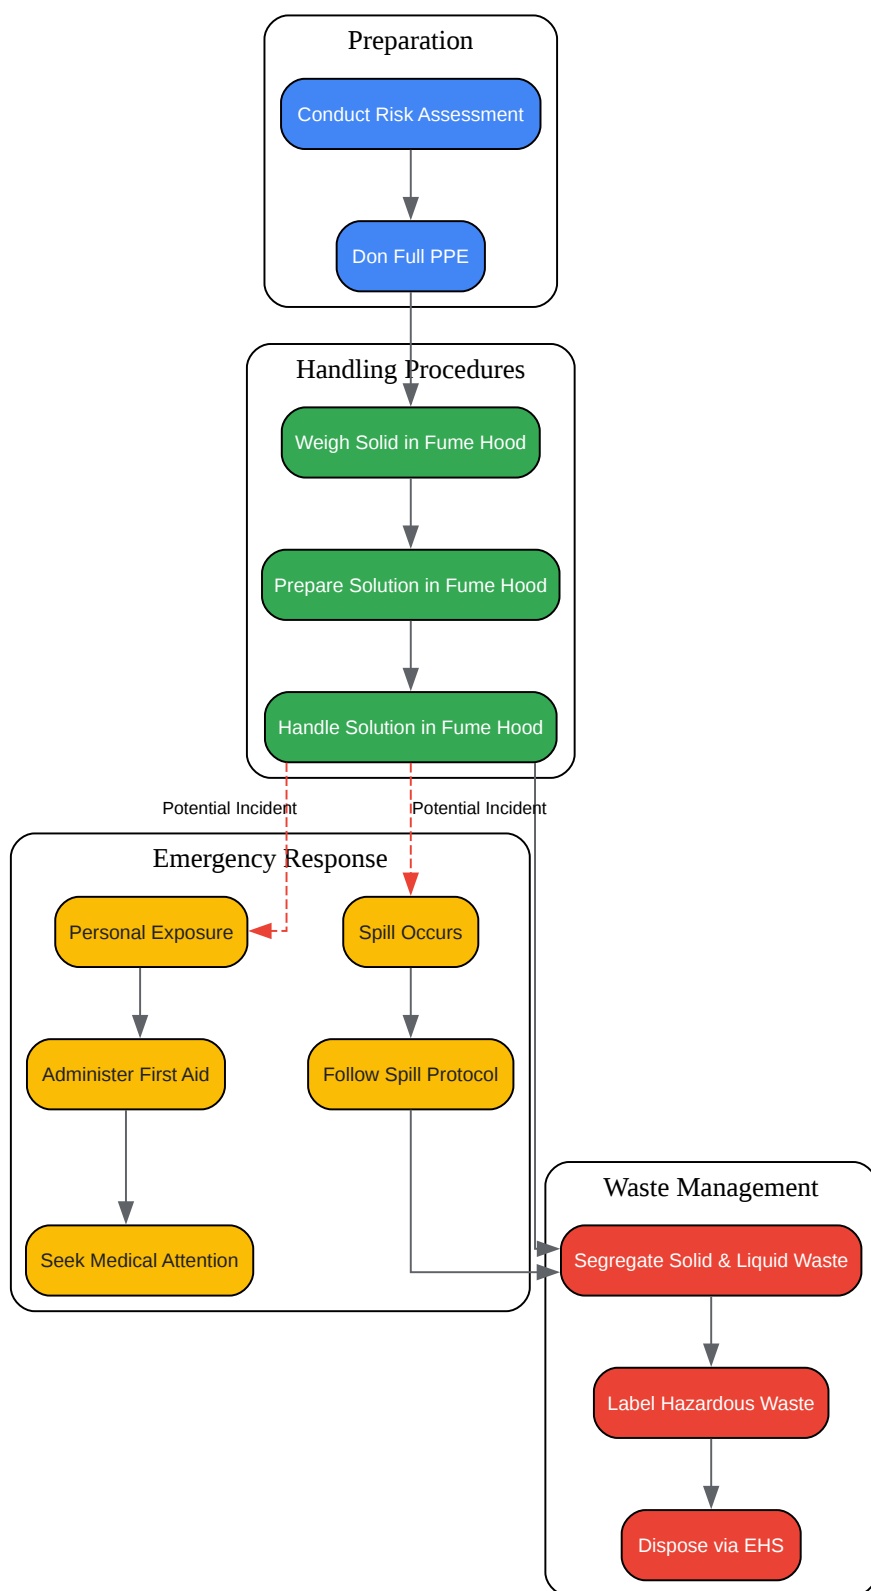 Preparation
Conduct Risk Assessment
Don Full PPE
Handling Procedures
Weigh Solid in Fume Hood
Prepare Solution in Fume Hood
Handle Solution in Fume Hood
Potential Incident
Potential Incident
Emergency Response
Personal Exposure
Spill Occurs
Administer First Aid
Follow Spill Protocol
Seek Medical Attention
Waste Management
Segregate Solid & Liquid Waste
Label Hazardous Waste
Dispose via EHS